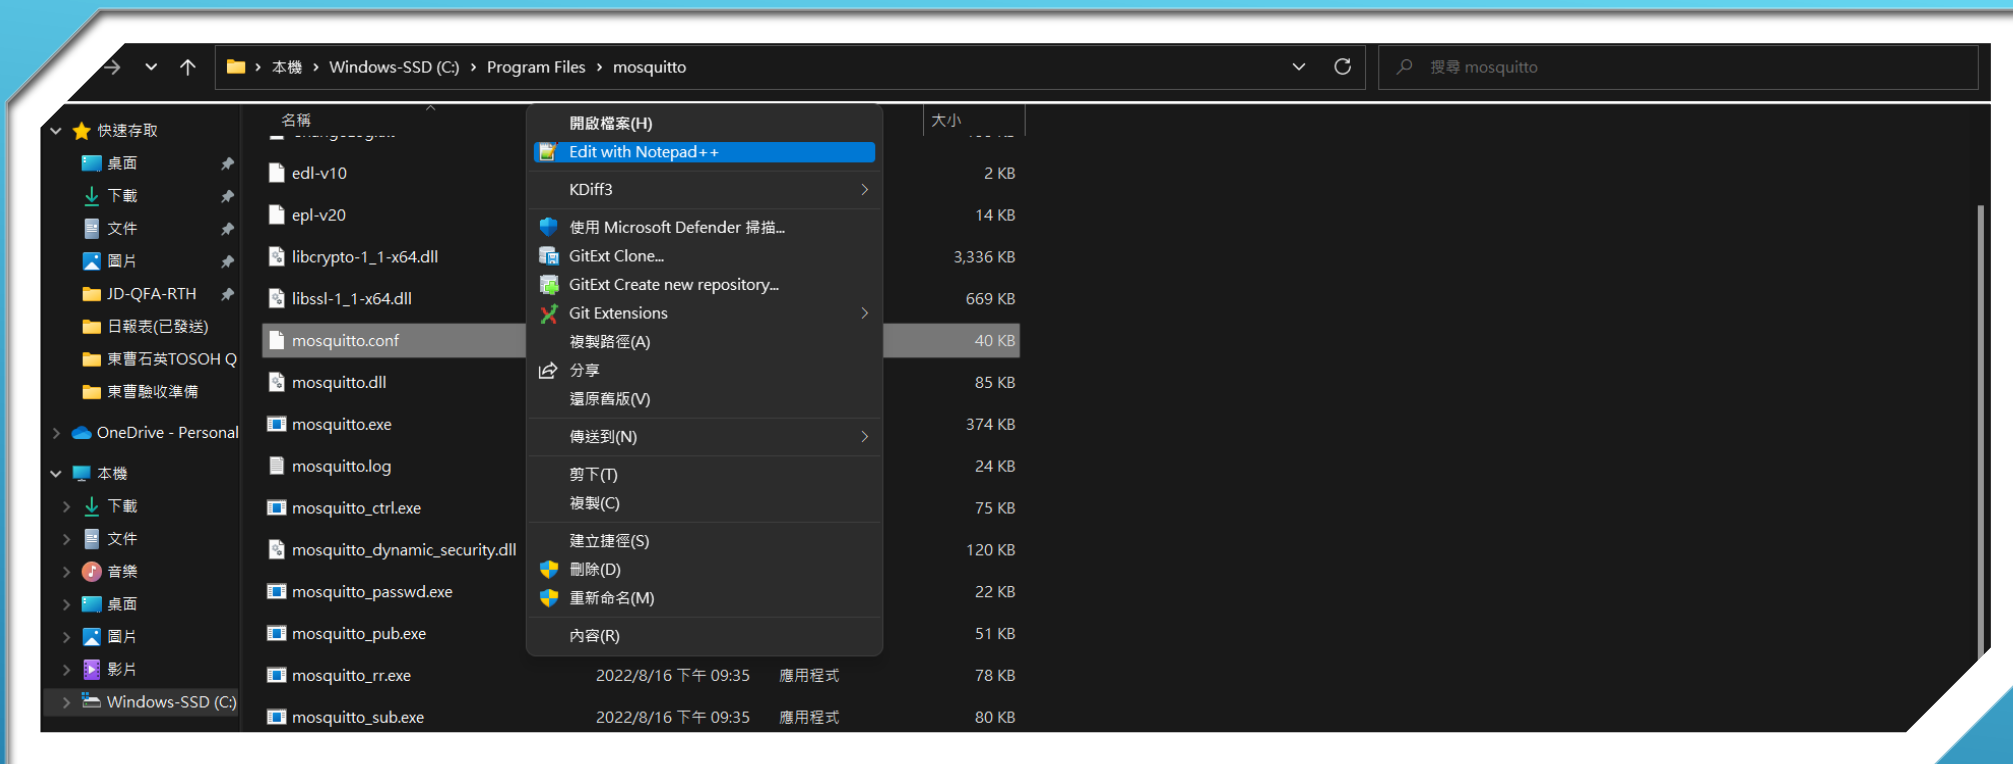 本機 › Windows-SSD (C:) › Program Files › mosquitto
搜尋 mosquitto
快速存取
桌面
下載
文件
圖片
JD-QFA-RTH
日報表(已發送)
東曹石英TOSOH Q
東曹驗收準備
OneDrive - Personal
本機
下載
文件
音樂
桌面
圖片
影片
Windows-SSD (C:)
名稱 大小
edl-v10 2 KB
epl-v20 14 KB
libcrypto-1_1-x64.dll 3,336 KB
libssl-1_1-x64.dll 669 KB
mosquitto.conf 40 KB
mosquitto.dll 85 KB
mosquitto.exe 374 KB
mosquitto.log 24 KB
mosquitto_ctrl.exe 75 KB
mosquitto_dynamic_security.dll 120 KB
mosquitto_passwd.exe 22 KB
mosquitto_pub.exe 51 KB
mosquitto_rr.exe 2022/8/16 下午 09:35 應用程式 78 KB
mosquitto_sub.exe 2022/8/16 下午 09:35 應用程式 80 KB
開啟檔案(H)
Edit with Notepad++
KDiff3
使用 Microsoft Defender 掃描...
GitExt Clone...
GitExt Create new repository...
Git Extensions
複製路徑(A)
分享
還原舊版(V)
傳送到(N)
剪下(T)
複製(C)
建立捷徑(S)
刪除(D)
重新命名(M)
內容(R)